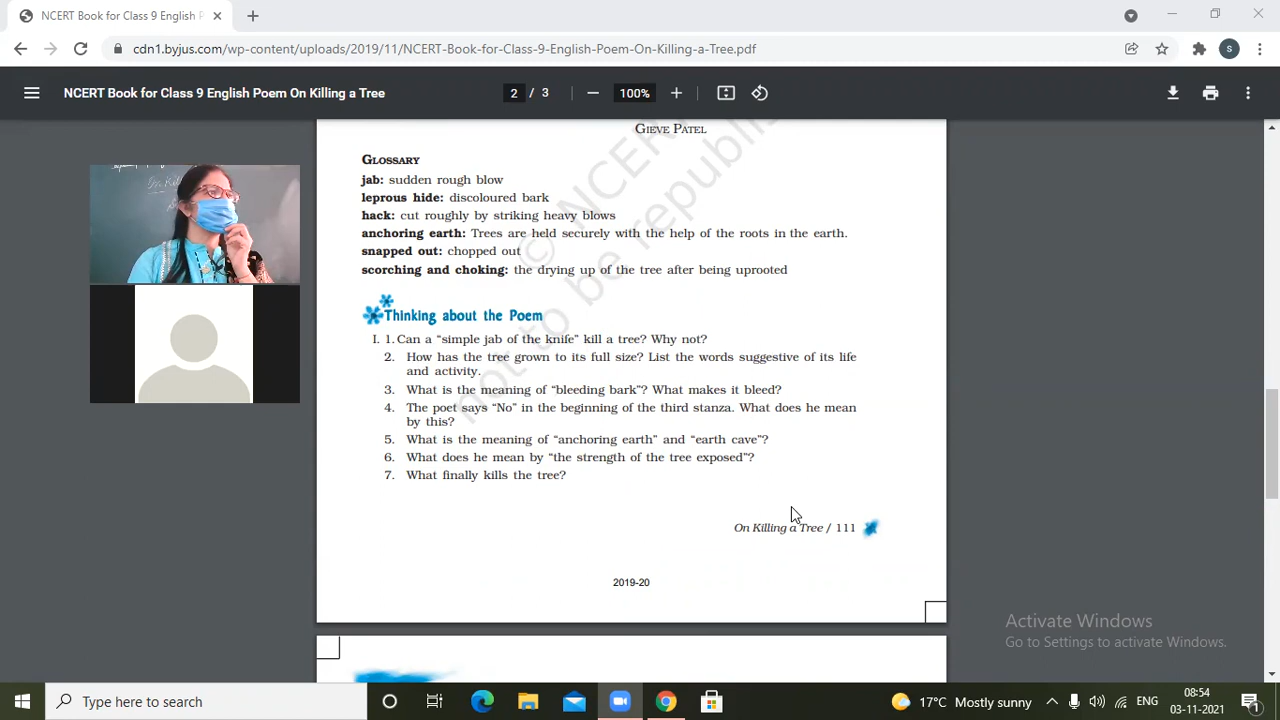 NCERT Book for Class 9 English P
cdn1.byjus.com/wp-content/uploads/2019/11/NCERT-Book-for-Class-9-English-Poem-On-Killing-a-Tree.pdf
S
NCERT Book for Class 9 English Poem On Killing a Tree
2 / 3
100%
GIEVE PATEL
GLOSSARY
jab: sudden rough blow
leprous hide: discoloured bark
hack: cut roughly by striking heavy blows
anchoring earth: Trees are held securely with the help of the roots in the earth.
snapped out: chopped out
scorching and choking: the drying up of the tree after being uprooted
© NCERT
not to be republis
Thinking about the Poem
I. 1. Can a “simple jab of the knife” kill a tree? Why not?
2. How has the tree grown to its full size? List the words suggestive of its life
and activity.
3. What is the meaning of “bleeding bark”? What makes it bleed?
4. The poet says “No” in the beginning of the third stanza. What does he mean
by this?
5. What is the meaning of “anchoring earth” and “earth cave”?
6. What does he mean by “the strength of the tree exposed”?
7. What finally kills the tree?
On Killing a Tree / 111
2019-20
Activate Windows
Go to Settings to activate Windows.
Type here to search
17°C Mostly sunny
ENG
08:54
03-11-2021
1